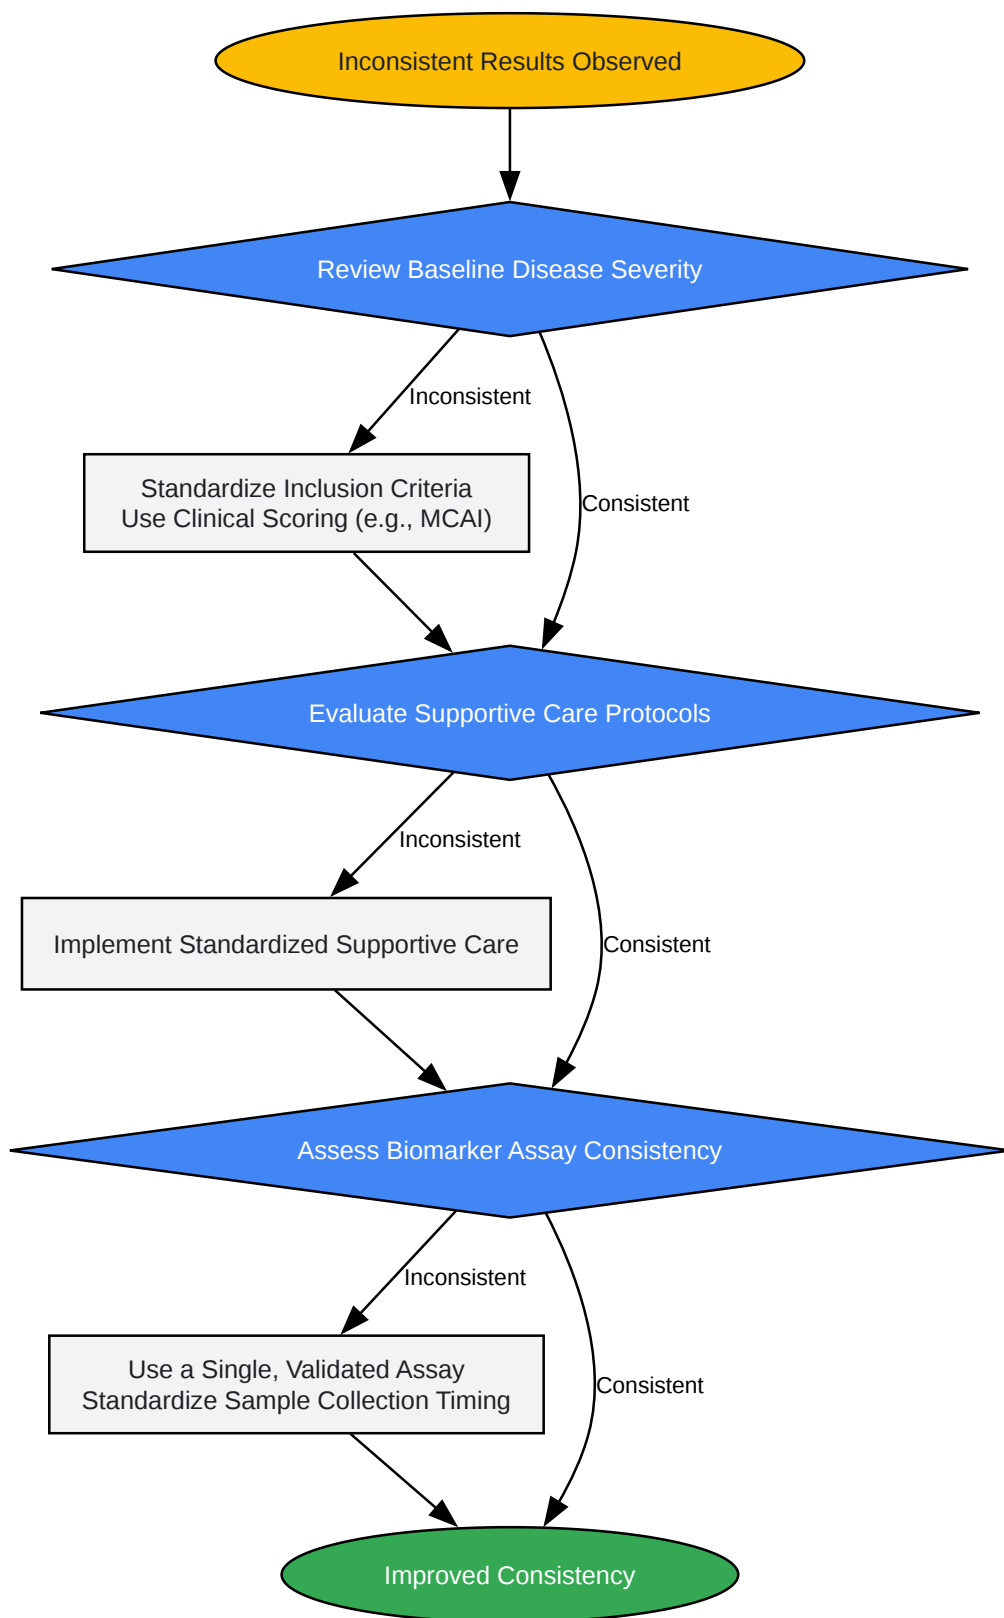 Inconsistent Results Observed
Review Baseline Disease Severity
Inconsistent
Standardize Inclusion Criteria
Use Clinical Scoring (e.g., MCAI)
Consistent
Evaluate Supportive Care Protocols
Inconsistent
Implement Standardized Supportive Care
Consistent
Assess Biomarker Assay Consistency
Inconsistent
Use a Single, Validated Assay
Standardize Sample Collection Timing
Consistent
Improved Consistency